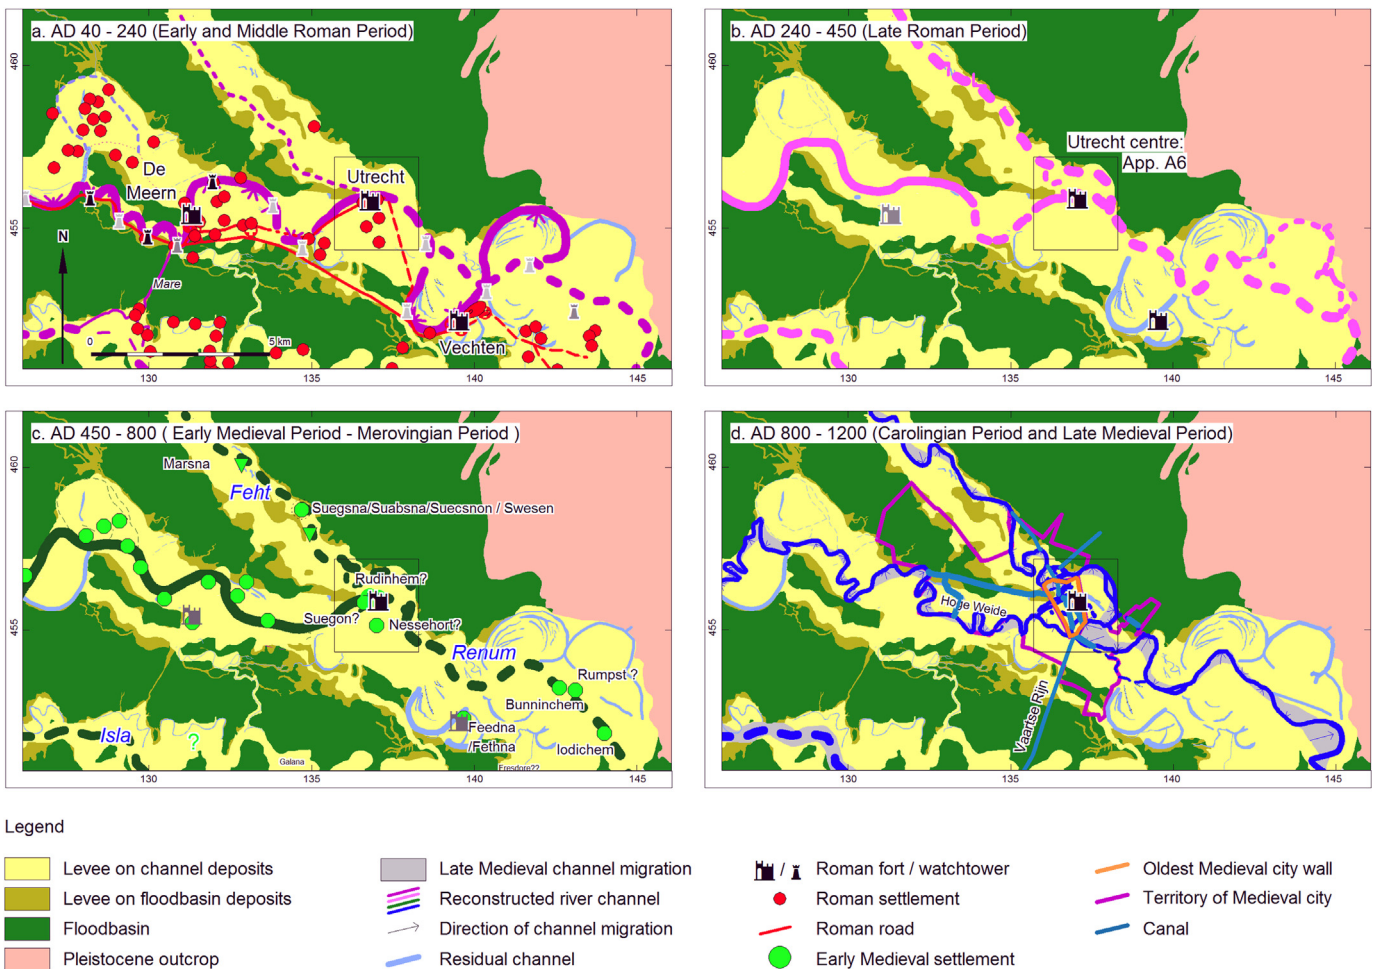 a. AD 40 - 240 (Early and Middle Roman Period)
460
455
De
Meern
Utrecht
N
Mare
0
5 km
Vechten
130
135
140
145
b. AD 240 - 450 (Late Roman Period)
460
455
Utrecht centre:
App. A6
130
135
140
145
c. AD 450 - 800 ( Early Medieval Period - Merovingian Period )
460
455
Marsna
Feht
Suegsna/Suabsna/Suecsnon / Swesen
Rudinhem?
Suegon?
Nessehort?
Renum
Rumpst ?
Bunninchem
Feedna
/Fethna
Iodichem
Isla
?
Galana
Fresdore??
130
135
140
145
d. AD 800 - 1200 (Carolingian Period and Late Medieval Period)
460
455
Hoge Weide
Vaartse Rijn
130
135
140
145
Legend
Levee on channel deposits
Levee on floodbasin deposits
Floodbasin
Pleistocene outcrop
Late Medieval channel migration
Reconstructed river channel
Direction of channel migration
Residual channel
/
Roman fort / watchtower
Roman settlement
Roman road
Early Medieval settlement
Oldest Medieval city wall
Territory of Medieval city
Canal